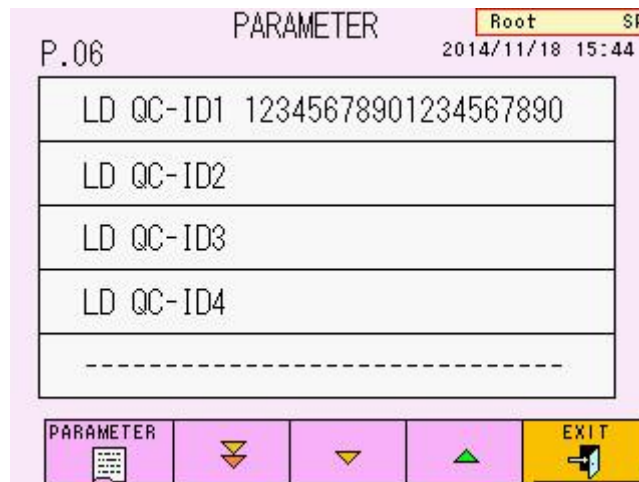 PARAMETER
Root
P.06
2014/11/18 15:44
LD QC-ID1 12345678901234567890
LD QC-ID2
LD QC-ID3
LD QC-ID4
-------------------------------
PARAMETER
EXIT